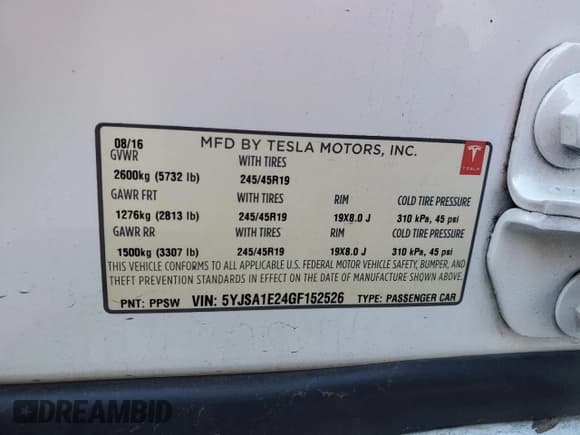 08/16 MFD BY TESLA MOTORS, INC.
GVWR WITH TIRES
2600kg (5732 lb) 245/45R19
TESLA
GAWR FRT WITH TIRES RIM COLD TIRE PRESSURE
1276kg (2813 lb) 245/45R19 19X8.0 J 310 kPa, 45 psi
GAWR RR WITH TIRES RIM COLD TIRE PRESSURE
1500kg (3307 lb) 245/45R19 19X8.0 J 310 kPa, 45 psi
THIS VEHICLE CONFORMS TO ALL APPLICABLE U.S. FEDERAL MOTOR VEHICLE SAFETY, BUMPER, AND
THEFT PREVENTION STANDARDS IN EFFECT ON THE DATE OF MANUFACTURE SHOWN ABOVE.
PNT: PPSW VIN: 5YJSA1E24GF152526 TYPE: PASSENGER CAR
DREAMBID